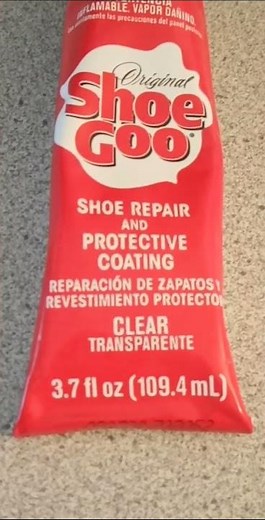 INFLAMABLE. VAPOR DAÑINO.
Original
Shoe
Goo®
SHOE REPAIR
AND
PROTECTIVE
COATING
REPARACIÓN DE ZAPATOS Y
REVESTIMIENTO PROTECTOR
CLEAR
TRANSPARENTE
3.7 fl oz (109.4 mL)